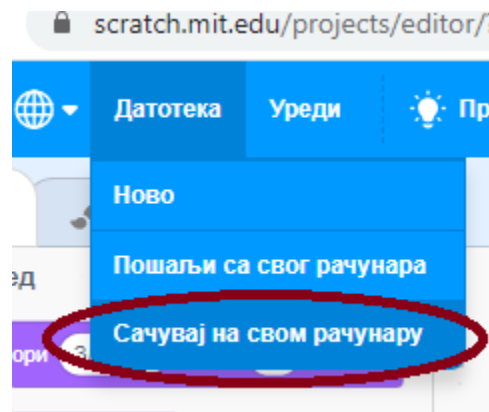 scratch.mit.edu/projects/editor/
Датотека Уреди
Ново
Пошаљи са свог рачунара
Сачувај на свом рачунару